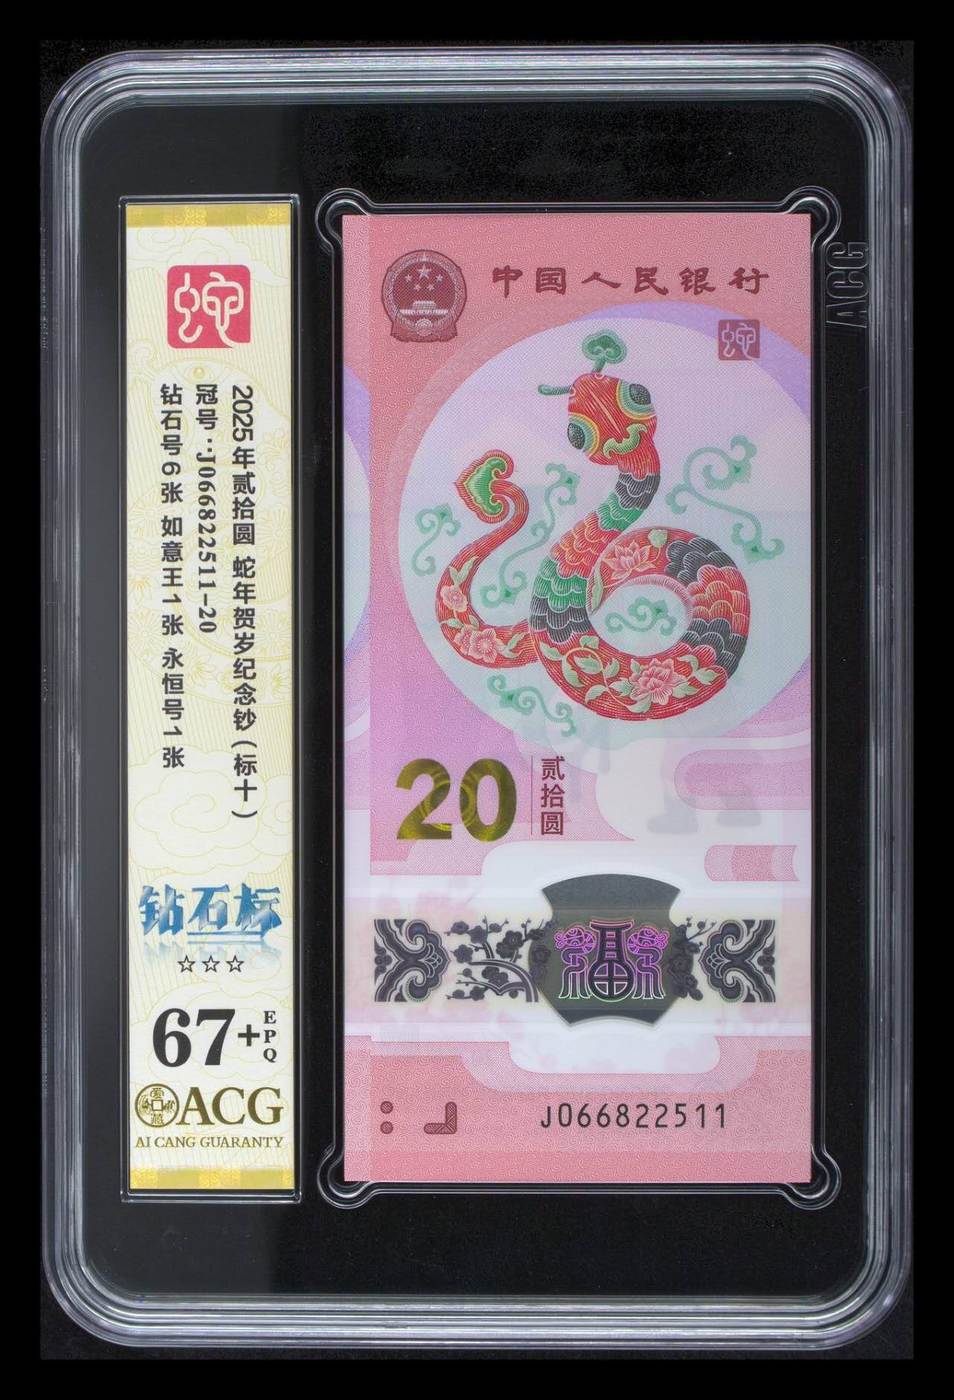 蛇
2025年贰拾圆 蛇年贺岁纪念钞(标十)
冠号:J066822511-20
钻石号6张 如意王1张 永恒号1张
钻石标
☆☆☆
67+
EPQ
ACG
AI CANG GUARANTY
中国人民银行
蛇
20
贰拾圆
福
J066822511
ACG